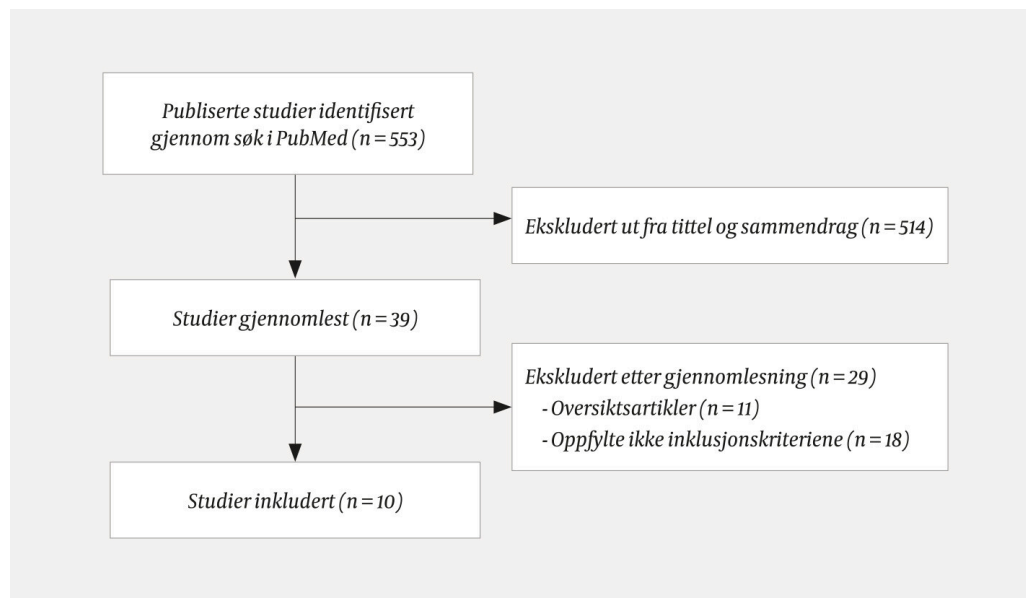 Publiserte studier identifisert
gjennom søk i PubMed (n = 553)
Ekskludert ut fra tittel og sammendrag (n = 514)
Studier gjennomlest (n = 39)
Ekskludert etter gjennomlesning (n = 29)
- Oversiktsartikler (n = 11)
- Oppfylte ikke inklusjonskriteriene (n = 18)
Studier inkludert (n = 10)